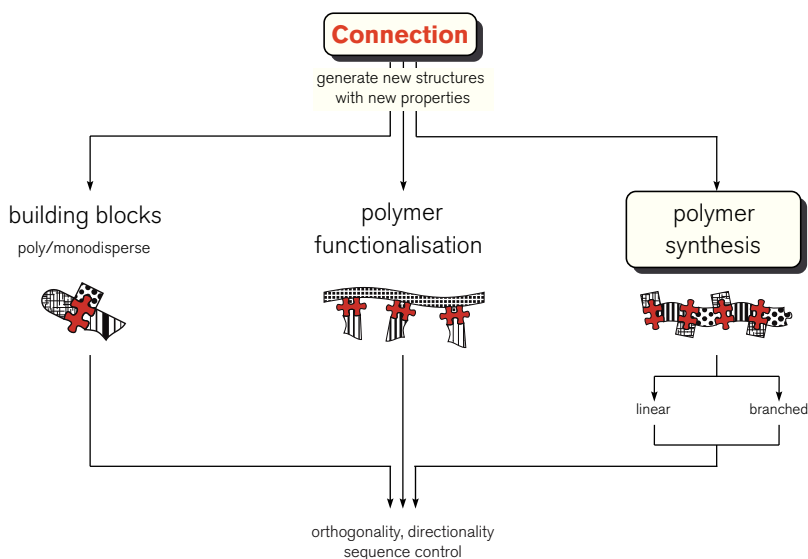 Connection
generate new structures
with new properties
building blocks
poly/monodisperse
polymer
functionalisation
polymer
synthesis
linear
branched
orthogonality, directionality
sequence control